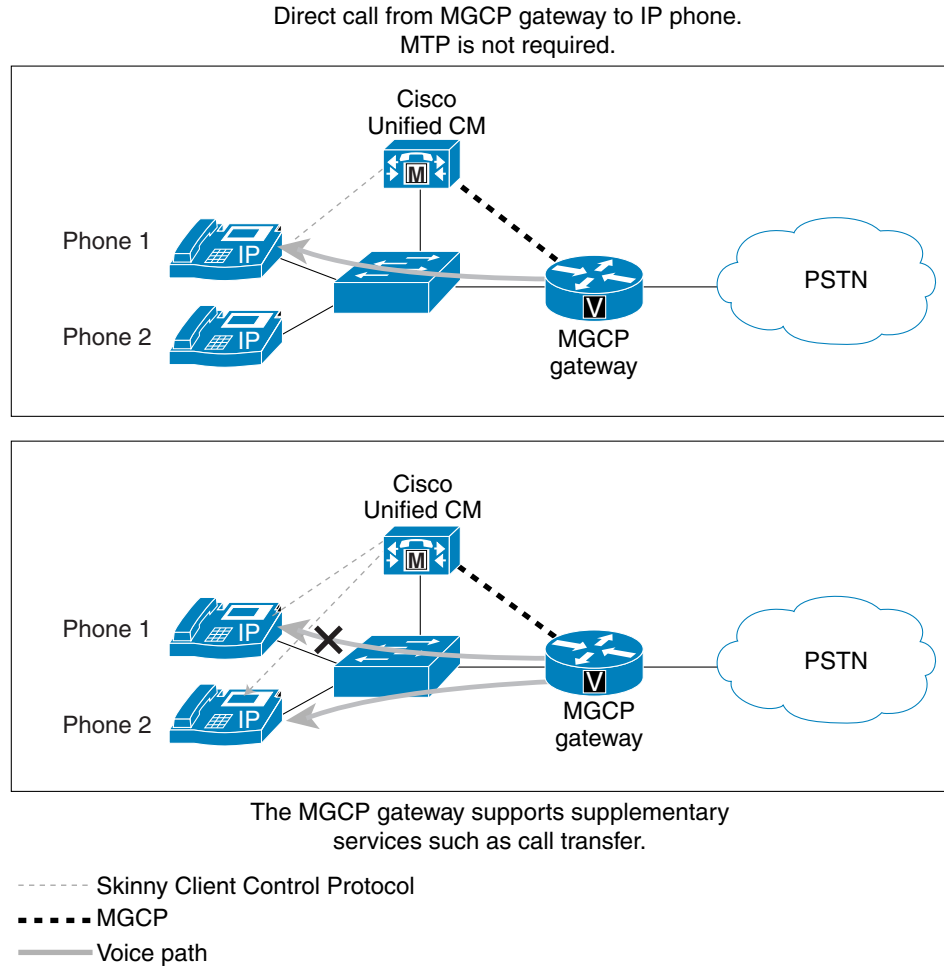 Direct call from MGCP gateway to IP phone.
MTP is not required.
Cisco
Unified CM
M
Phone 1
IP
PSTN
V
Phone 2
IP
MGCP
gateway
Cisco
Unified CM
M
Phone 1
IP
PSTN
V
Phone 2
IP
MGCP
gateway
The MGCP gateway supports supplementary
services such as call transfer.
Skinny Client Control Protocol
MGCP
Voice path